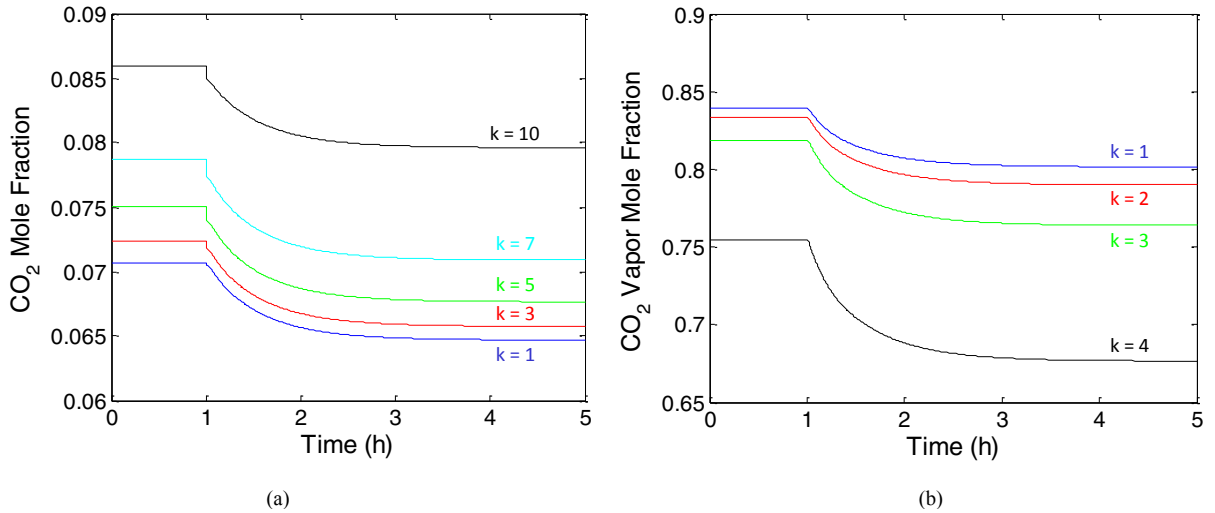 0.09
0.085
0.08
0.075
0.07
0.065
0.06
CO2 Mole Fraction
k = 10
k = 7
k = 5
k = 3
k = 1
0 1 2 3 4 5
Time (h)
(a)
0.9
0.85
0.8
0.75
0.7
0.65
CO2 Vapor Mole Fraction
k = 1
k = 2
k = 3
k = 4
0 1 2 3 4 5
Time (h)
(b)